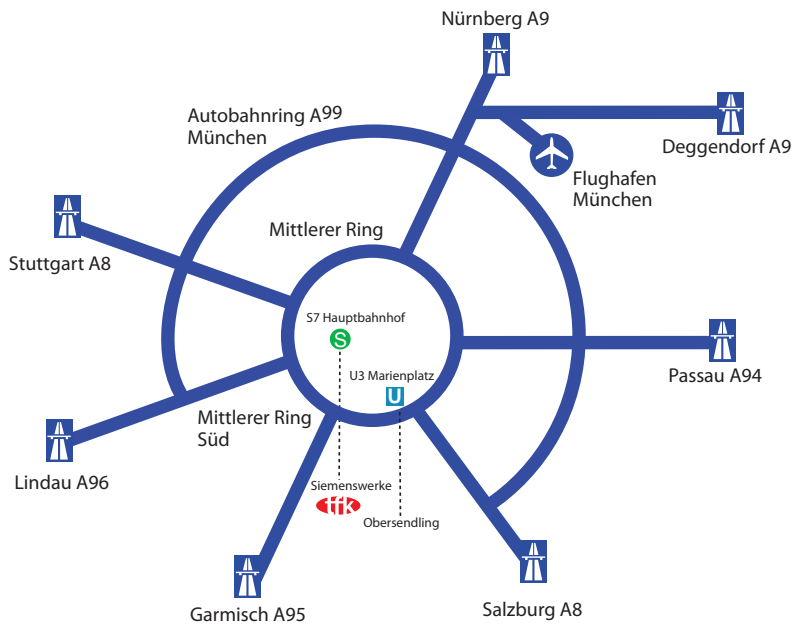 Nürnberg A9
Autobahnring A99
München
Deggendorf A9
Flughafen
München
Mittlerer Ring
Stuttgart A8
S7 Hauptbahnhof
S
U3 Marienplatz
U
Passau A94
Mittlerer Ring
Süd
Lindau A96
Siemenswerke
tfk
Obersendling
Garmisch A95
Salzburg A8